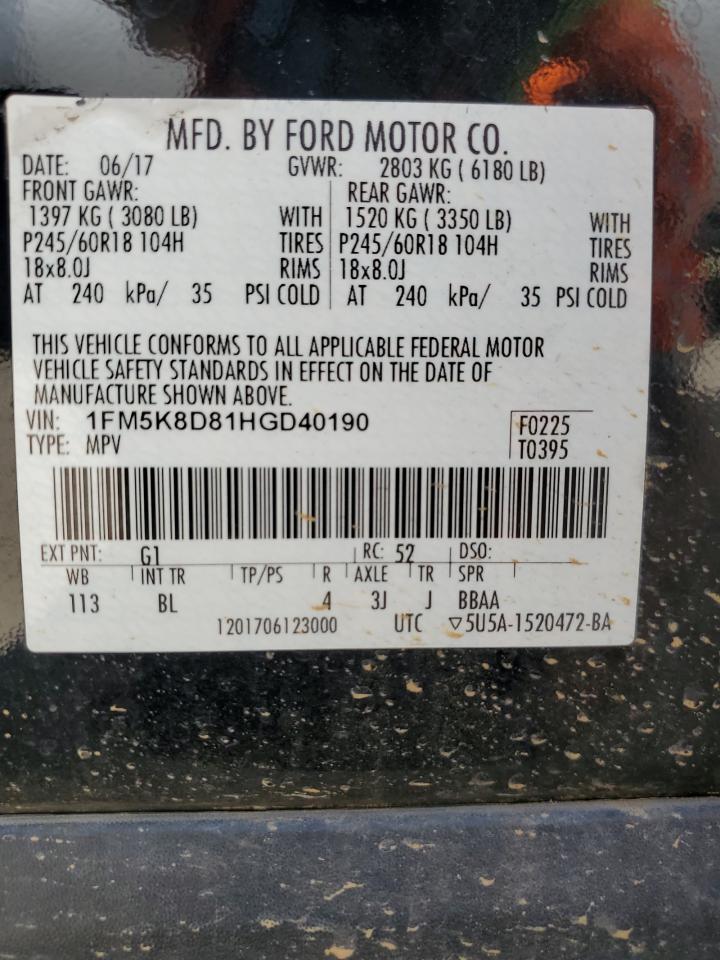 MFD. BY FORD MOTOR CO.
DATE: 06/17 GVWR: 2803 KG ( 6180 LB)
FRONT GAWR: REAR GAWR:
1397 KG ( 3080 LB) WITH 1520 KG ( 3350 LB) WITH
P245/60R18 104H TIRES P245/60R18 104H TIRES
18x8.0J RIMS 18x8.0J RIMS
AT 240 kPa/ 35 PSI COLD AT 240 kPa/ 35 PSI COLD
THIS VEHICLE CONFORMS TO ALL APPLICABLE FEDERAL MOTOR
VEHICLE SAFETY STANDARDS IN EFFECT ON THE DATE OF
MANUFACTURE SHOWN ABOVE.
VIN: 1FM5K8D81HGD40190 F0225
TYPE: MPV T0395
EXT PNT: G1 RC: 52 DSO:
WB INT TR TP/PS R AXLE TR SPR
113 BL 4 3J J BBAA
1201706123000 UTC ▽5U5A-1520472-BA